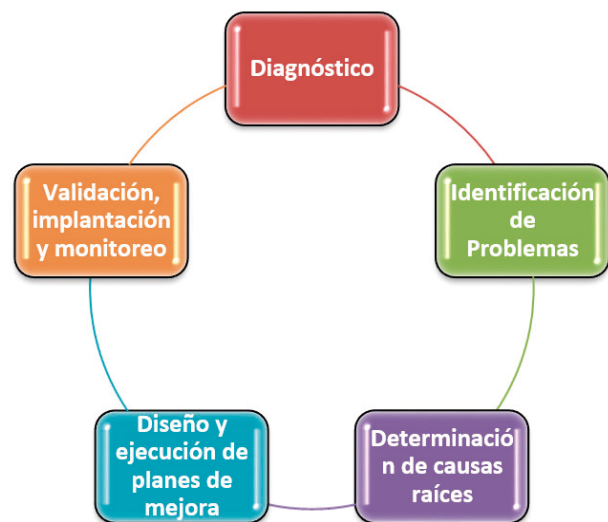 Diagnóstico
Identificación
de
Problemas
Determinació
n de causas
raíces
Diseño y
ejecución de
planes de
mejora
Validación,
implantación
y monitoreo